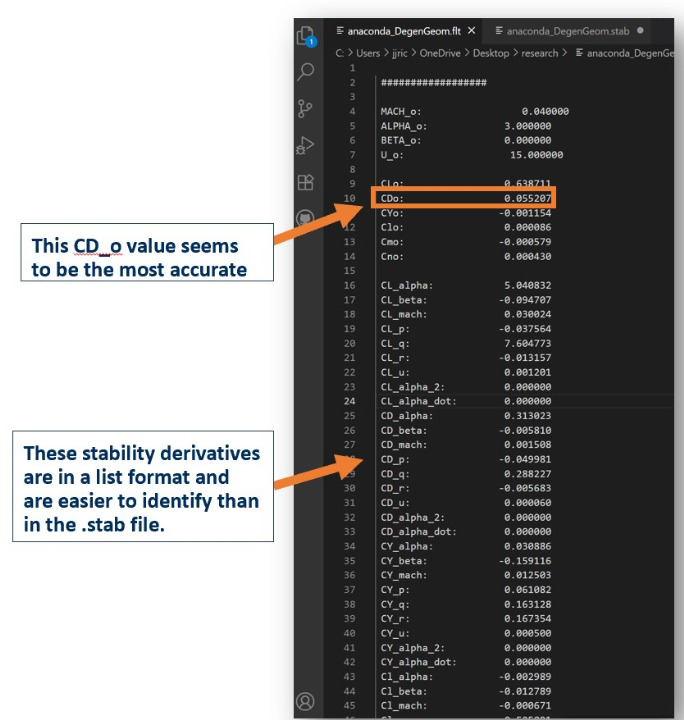 anaconda_DegenGeom.flt × anaconda_DegenGeom.stab
C: > Users > jjric > OneDrive > Desktop > research > anaconda_DegenGe
1
1
2 ##################
3
4 MACH_o: 0.040000
5 ALPHA_o: 3.000000
6 BETA_o: 0.000000
7 U_o: 15.000000
8
9 CLo: 0.638711
10 CDo: 0.055207
CYo: -0.001154
12 Clo: 0.000086
13 Cmo: -0.000579
14 Cno: 0.000430
15
16 CL_alpha: 5.040832
17 CL_beta: -0.094707
18 CL_mach: 0.030024
19 CL_p: -0.037564
20 CL_q: 7.604773
21 CL_r: -0.013157
22 CL_u: 0.001201
23 CL_alpha_2: 0.000000
24 CL_alpha_dot: 0.000000
25 CD_alpha: 0.313023
26 CD_beta: -0.005810
27 CD_mach: 0.001508
CD_p: -0.049981
29 CD_q: 0.288227
30 CD_r: -0.005683
31 CD_u: 0.000060
32 CD_alpha_2: 0.000000
33 CD_alpha_dot: 0.000000
34 CY_alpha: 0.030886
35 CY_beta: -0.159116
36 CY_mach: 0.012503
37 CY_p: 0.061082
38 CY_q: 0.163128
39 CY_r: 0.167354
40 CY_u: 0.000500
41 CY_alpha_2: 0.000000
42 CY_alpha_dot: 0.000000
43 Cl_alpha: -0.002989
44 Cl_beta: -0.012789
45 Cl_mach: -0.000671
This CD_o value seems
to be the most accurate
These stability derivatives
are in a list format and
are easier to identify than
in the .stab file.